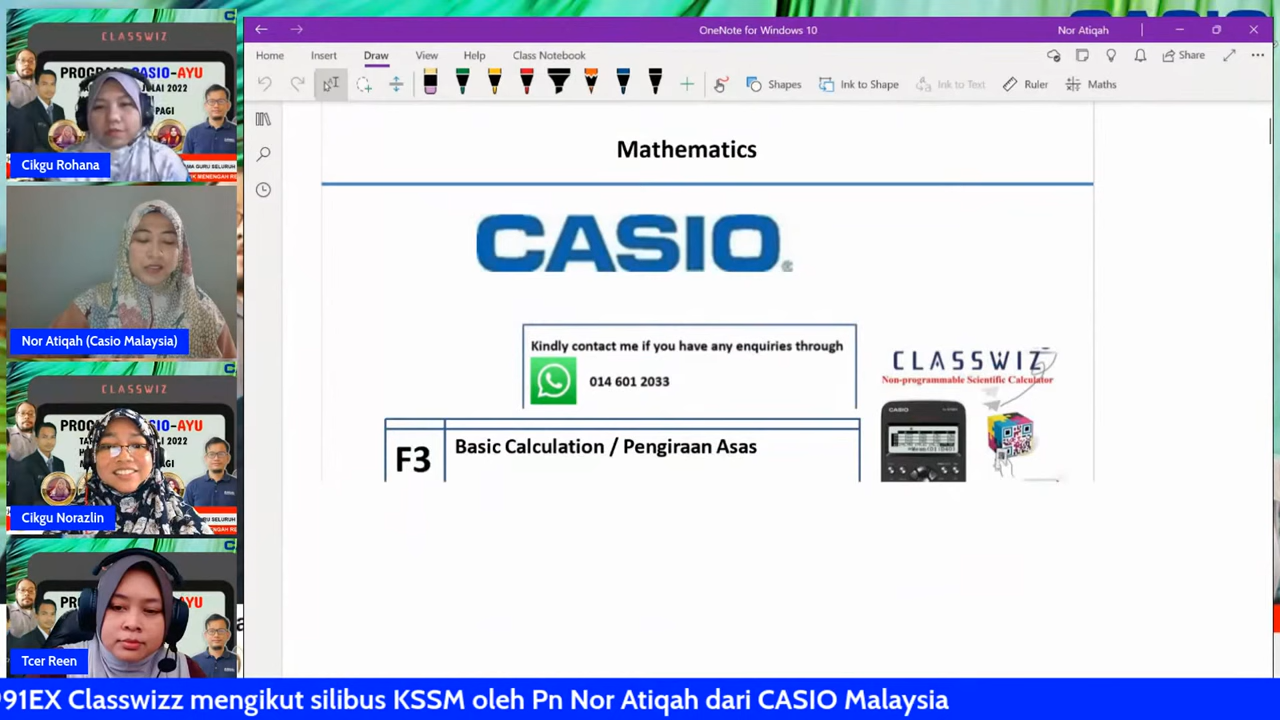 CLASSWIZ
Cikgu Rohana
Nor Atiqah (Casio Malaysia)
CLASSWIZ
Cikgu Norazlin
Tcer Reen
OneNote for Windows 10
Nor Atiqah
Home Insert Draw View Help Class Notebook
Share
Shapes
Ink to Shape
Ink to Text
Ruler
Maths
Mathematics
CASIO
Kindly contact me if you have any enquiries through
014 601 2033
CLASSWIZ
Non-programmable Scientific Calculator
CASIO
F3
Basic Calculation / Pengiraan Asas
991EX Classwizz mengikut silibus KSSM oleh Pn Nor Atiqah dari CASIO Malaysia